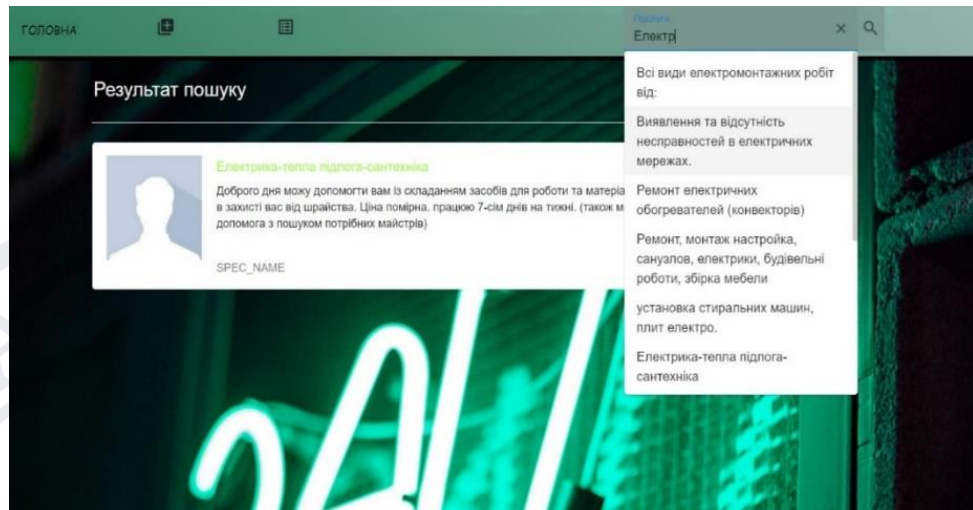 ГОЛОВНА
Послуги
Електр
Результат пошуку
Електрика-тепла підлога-сантехніка
Доброго дня можу допомогти вам із складанням засобів для роботи та матеріа
в захисті вас від шрайства. Ціна помірна. працюю 7-сім днів на тижні. (також м
допомога з пошуком потрібних майстрів)
SPEC_NAME
Всі види електромонтажних робіт
від:
Виявлення та відсутність
несправностей в електричних
мережах.
Ремонт електричних
обогревателей (конвекторів)
Ремонт, монтаж настройка,
санузлов, електрики, будівельні
роботи, збірка мебели
установка стиральних машин,
плит електро.
Електрика-тепла підлога-
сантехніка